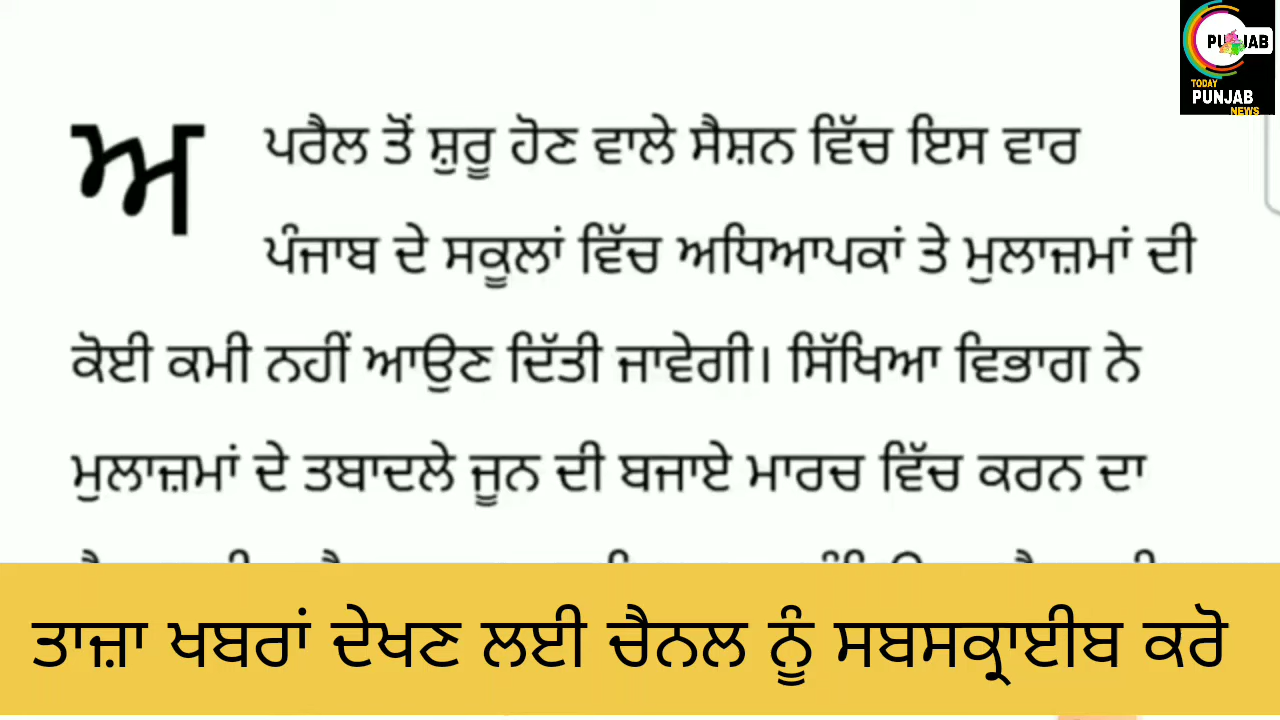 PUNJAB
TODAY
PUNJAB
NEWS
ਅਪਰੈਲ ਤੋਂ ਸ਼ੁਰੂ ਹੋਣ ਵਾਲੇ ਸੈਸ਼ਨ ਵਿੱਚ ਇਸ ਵਾਰ
ਪੰਜਾਬ ਦੇ ਸਕੂਲਾਂ ਵਿੱਚ ਅਧਿਆਪਕਾਂ ਤੇ ਮੁਲਾਜ਼ਮਾਂ ਦੀ
ਕੋਈ ਕਮੀ ਨਹੀਂ ਆਉਣ ਦਿੱਤੀ ਜਾਵੇਗੀ। ਸਿੱਖਿਆ ਵਿਭਾਗ ਨੇ
ਮੁਲਾਜ਼ਮਾਂ ਦੇ ਤਬਾਦਲੇ ਜੂਨ ਦੀ ਬਜਾਏ ਮਾਰਚ ਵਿੱਚ ਕਰਨ ਦਾ
ਤਾਜ਼ਾ ਖਬਰਾਂ ਦੇਖਣ ਲਈ ਚੈਨਲ ਨੂੰ ਸਬਸਕ੍ਰਾਈਬ ਕਰੋ